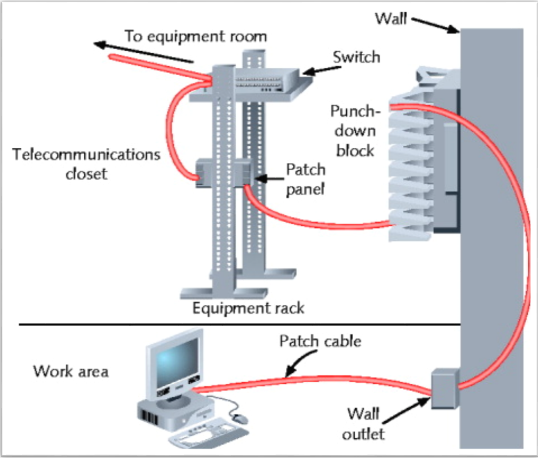 To equipment room
Wall
Switch
Punch-
down
block
Telecommunications
closet
Patch
panel
Equipment rack
Patch cable
Work area
Wall
outlet